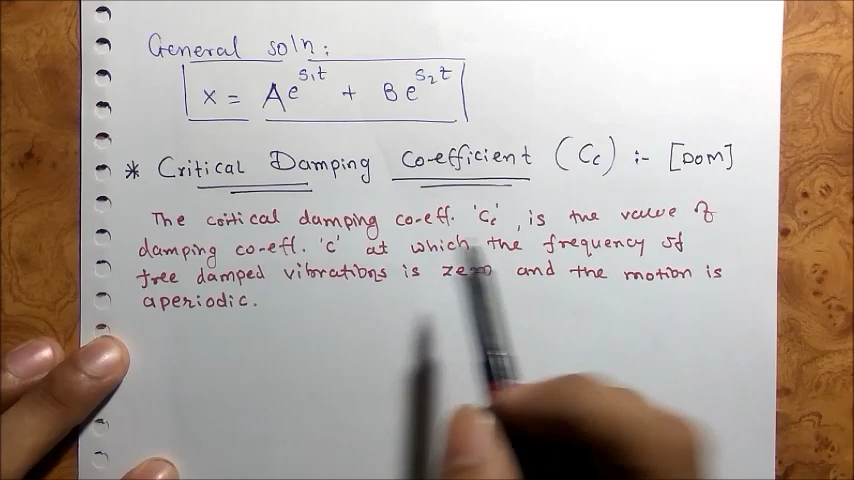 General soln:
x = Ae^{s₁t} + Be^{s₂t}
* Critical Damping Co-efficient (Cc) :- [DOM]
The critical damping co-eff. 'Cc', is the value of
damping co-eff. 'c' at which the frequency of
free damped vibrations is zero and the motion is
aperiodic.